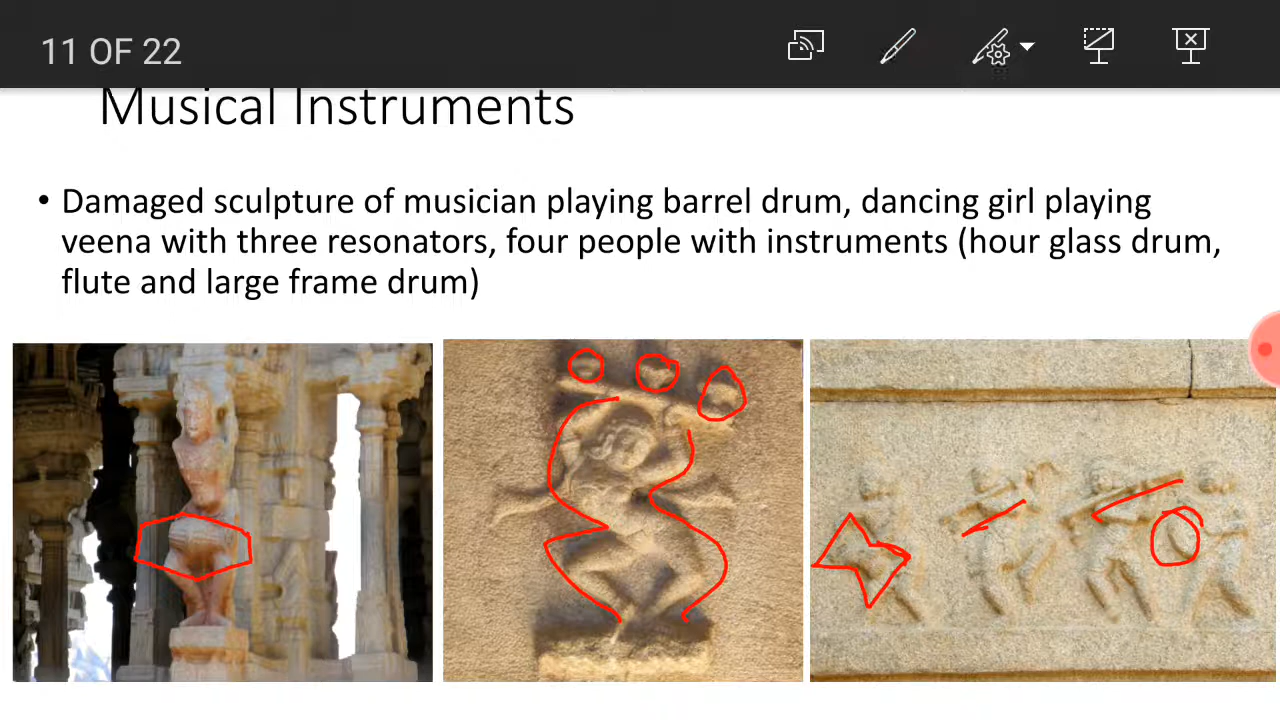 11 OF 22
Musical Instruments
• Damaged sculpture of musician playing barrel drum, dancing girl playing
veena with three resonators, four people with instruments (hour glass drum,
flute and large frame drum)